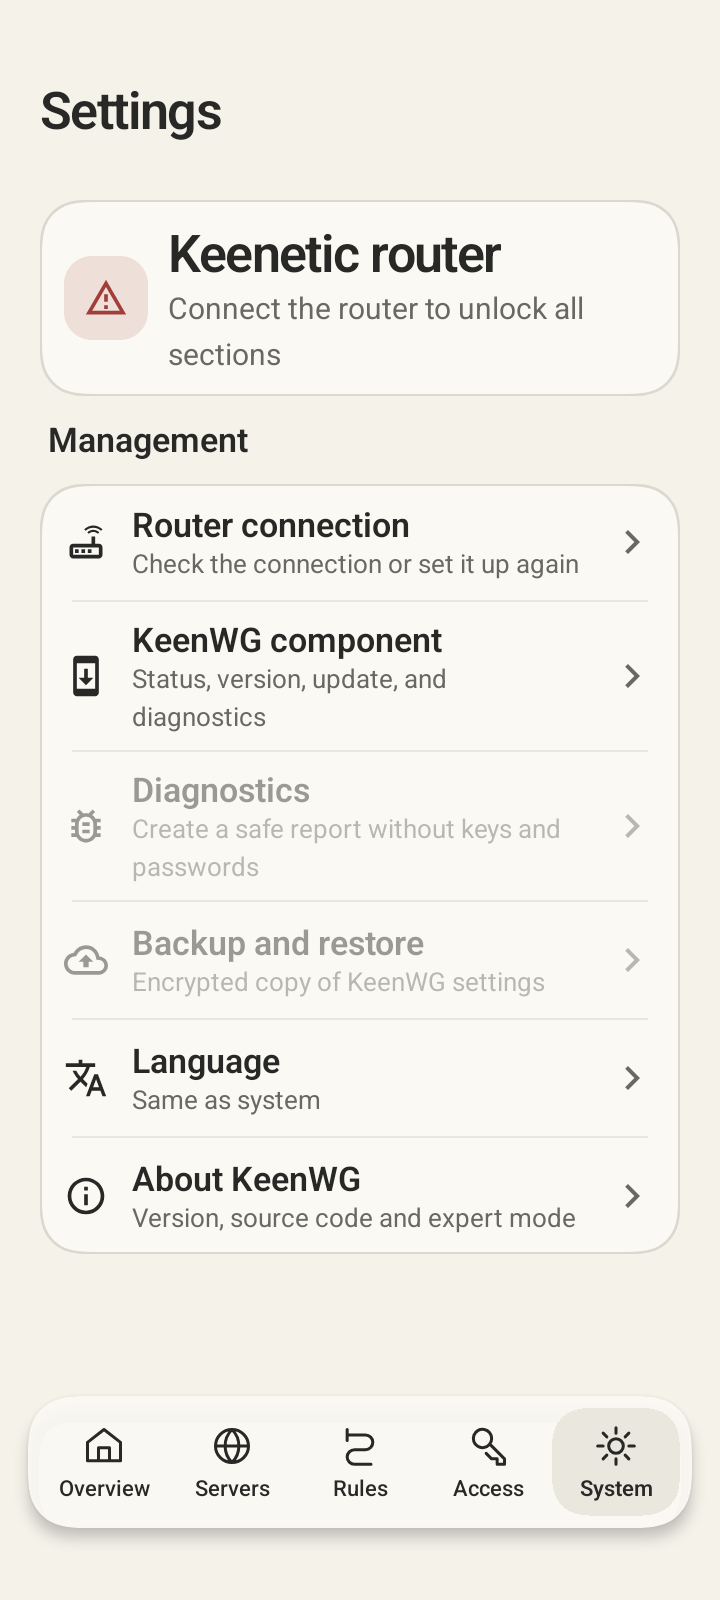 Settings
Keenetic router
Connect the router to unlock all
sections
Management
Router connection
Check the connection or set it up again
KeenWG component
Status, version, update, and
diagnostics
Diagnostics
Create a safe report without keys and
passwords
Backup and restore
Encrypted copy of KeenWG settings
Language
Same as system
About KeenWG
Version, source code and expert mode
Overview
Servers
Rules
Access
System